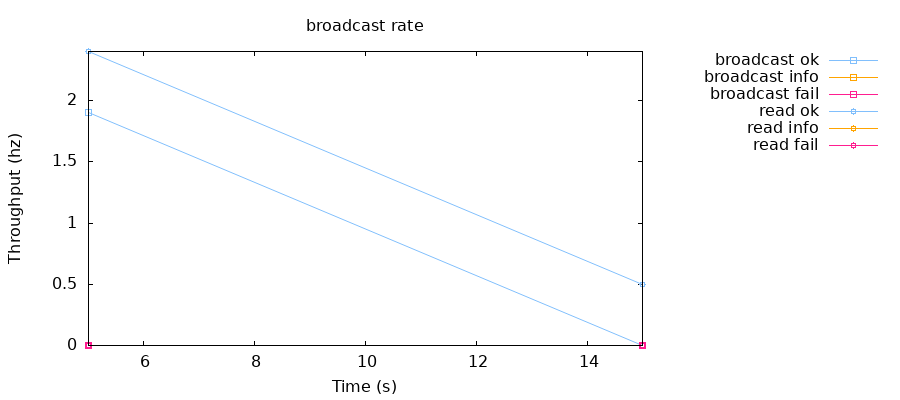 broadcast rate
broadcast ok
broadcast info
broadcast fail
read ok
read info
read fail
Throughput (hz)
2
1.5
1
0.5
0
6 8 10 12 14
Time (s)